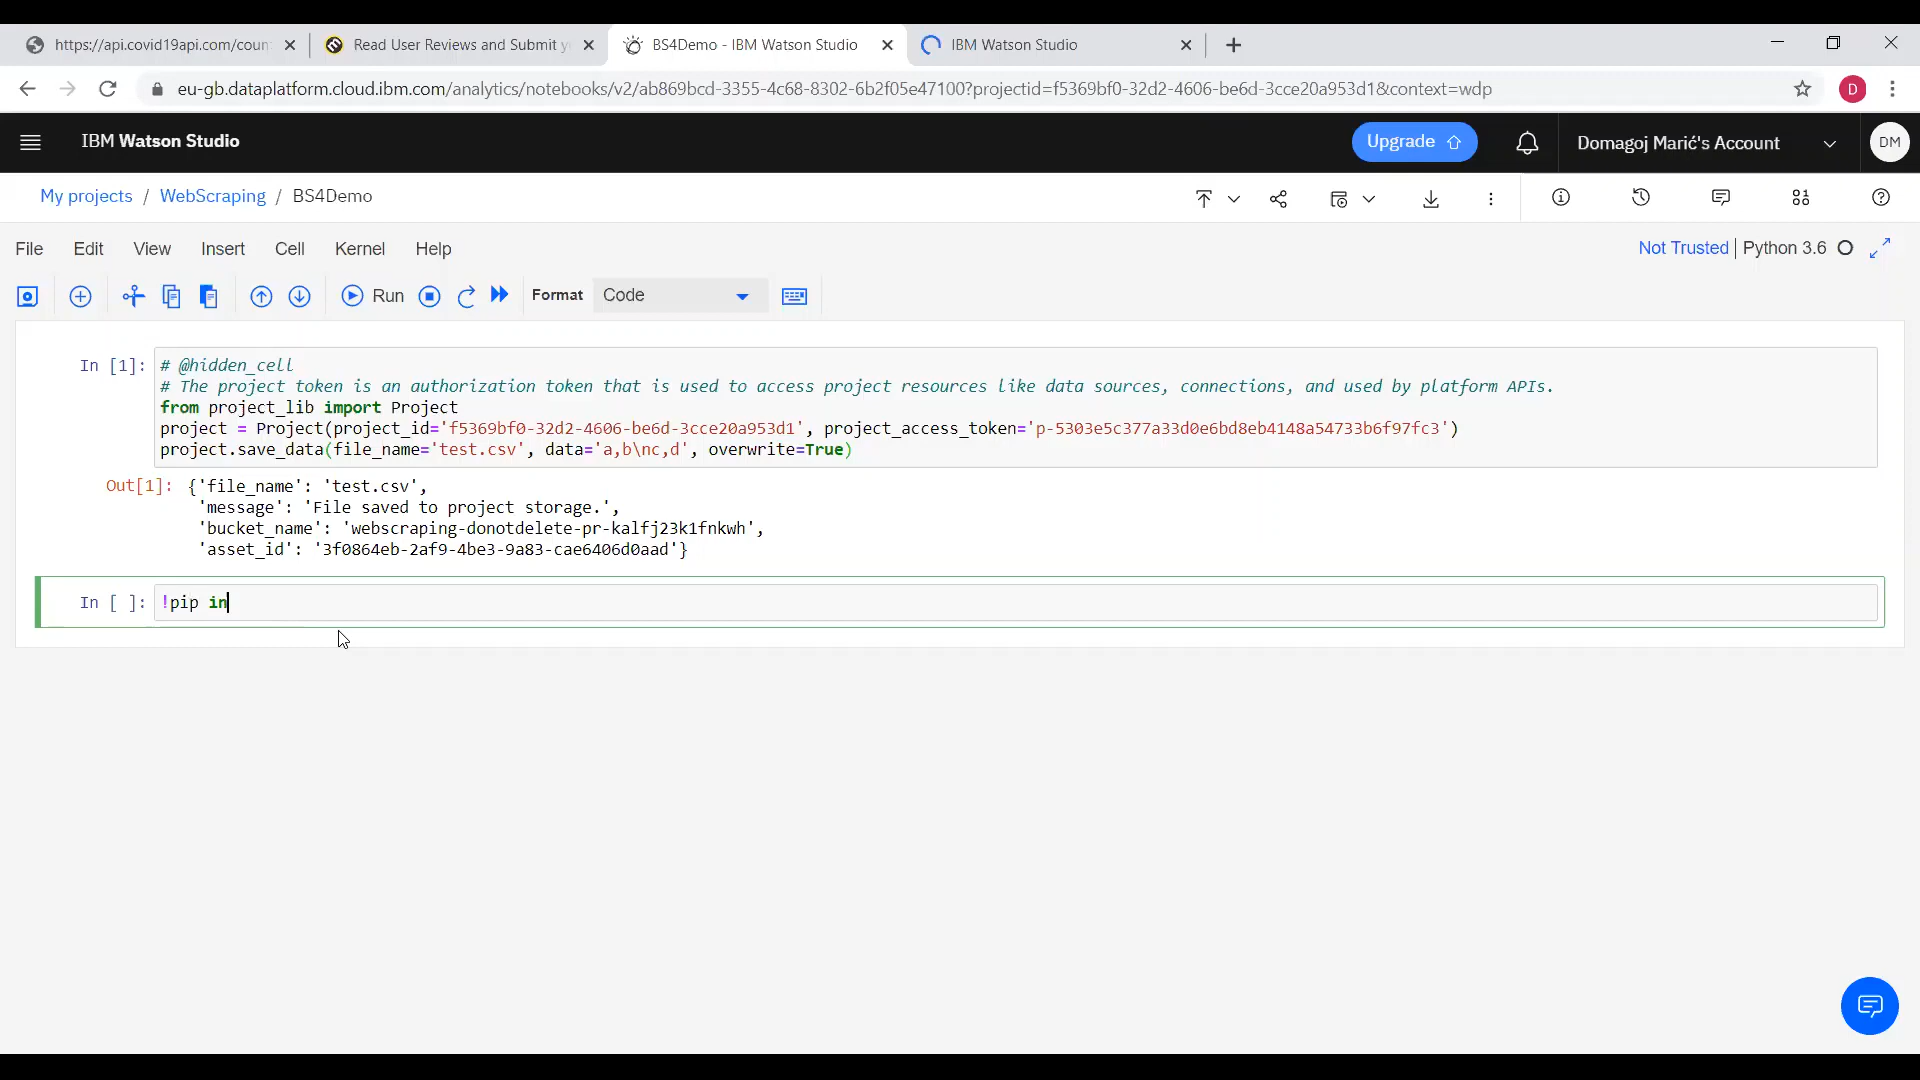 https://api.covid19api.com/coun
Read User Reviews and Submit y
BS4Demo - IBM Watson Studio
IBM Watson Studio
eu-gb.dataplatform.cloud.ibm.com/analytics/notebooks/v2/ab869bcd-3355-4c68-8302-6b2f05e47100?projectid=f5369bf0-32d2-4606-be6d-3cce20a953d1&context=wdp
D
IBM Watson Studio
Upgrade
Domagoj Marić's Account
DM
My projects / WebScraping / BS4Demo
File Edit View Insert Cell Kernel Help
Not Trusted | Python 3.6
Run
Format
Code
In [1]: # @hidden_cell
# The project token is an authorization token that is used to access project resources like data sources, connections, and used by platform APIs.
from project_lib import Project
project = Project(project_id='f5369bf0-32d2-4606-be6d-3cce20a953d1', project_access_token='p-5303e5c377a33d0e6bd8eb4148a54733b6f97fc3')
project.save_data(file_name='test.csv', data='a,b\nc,d', overwrite=True)
Out[1]: {'file_name': 'test.csv',
'message': 'File saved to project storage.',
'bucket_name': 'webscraping-donotdelete-pr-kalfj23k1fnkwh',
'asset_id': '3f0864eb-2af9-4be3-9a83-cae6406d0aad'}
In [ ]: !pip in